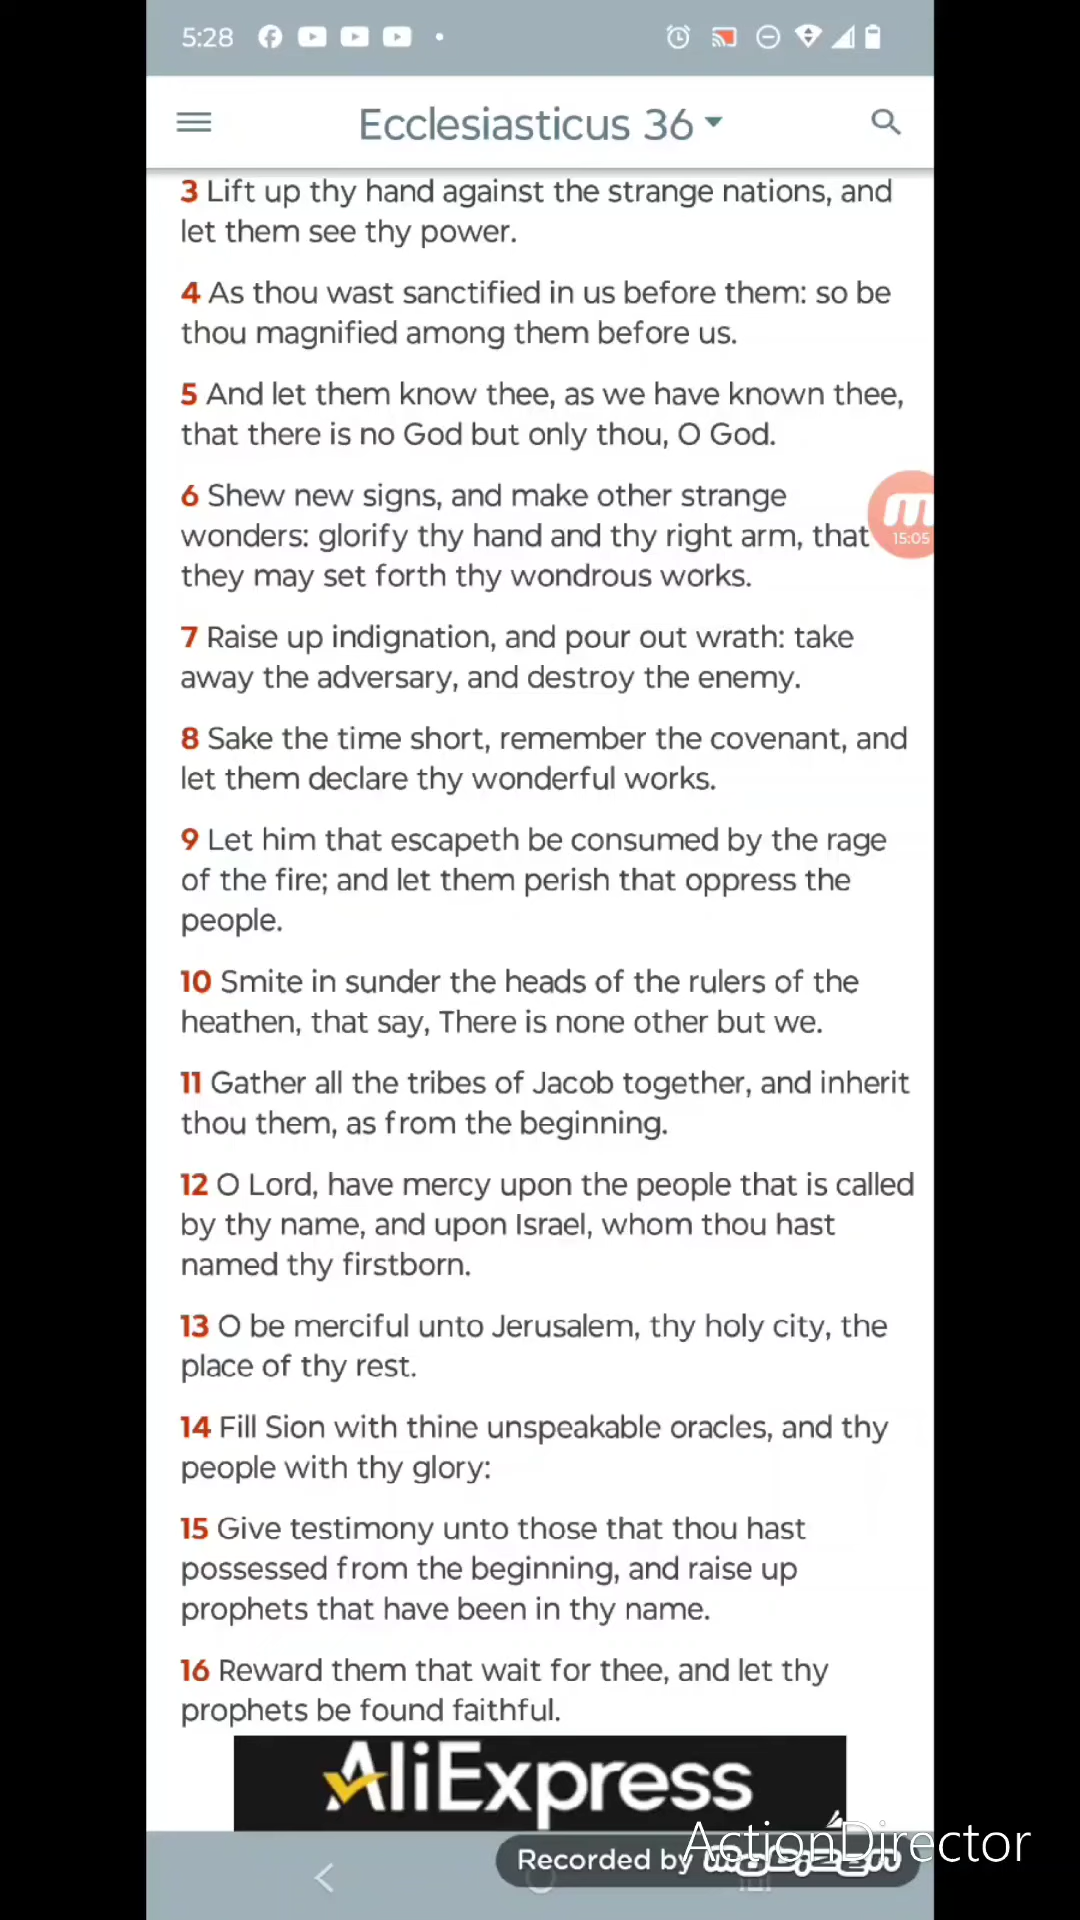 5:28
Ecclesiasticus 36
3 Lift up thy hand against the strange nations, and
let them see thy power.
4 As thou wast sanctified in us before them: so be
thou magnified among them before us.
5 And let them know thee, as we have known thee,
that there is no God but only thou, O God.
6 Shew new signs, and make other strange
wonders: glorify thy hand and thy right arm, that
they may set forth thy wondrous works.
15:05
7 Raise up indignation, and pour out wrath: take
away the adversary, and destroy the enemy.
8 Sake the time short, remember the covenant, and
let them declare thy wonderful works.
9 Let him that escapeth be consumed by the rage
of the fire; and let them perish that oppress the
people.
10 Smite in sunder the heads of the rulers of the
heathen, that say, There is none other but we.
11 Gather all the tribes of Jacob together, and inherit
thou them, as from the beginning.
12 O Lord, have mercy upon the people that is called
by thy name, and upon Israel, whom thou hast
named thy firstborn.
13 O be merciful unto Jerusalem, thy holy city, the
place of thy rest.
14 Fill Sion with thine unspeakable oracles, and thy
people with thy glory:
15 Give testimony unto those that thou hast
possessed from the beginning, and raise up
prophets that have been in thy name.
16 Reward them that wait for thee, and let thy
prophets be found faithful.
AliExpress
ActionDirector
Recorded by